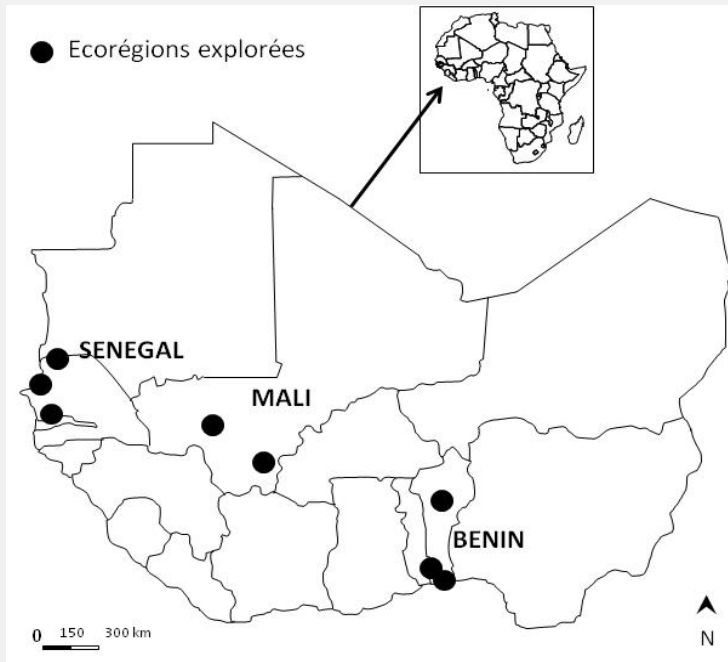 Ecorégions explorées
SENEGAL
MALI
BENIN
0 150 300 km
N